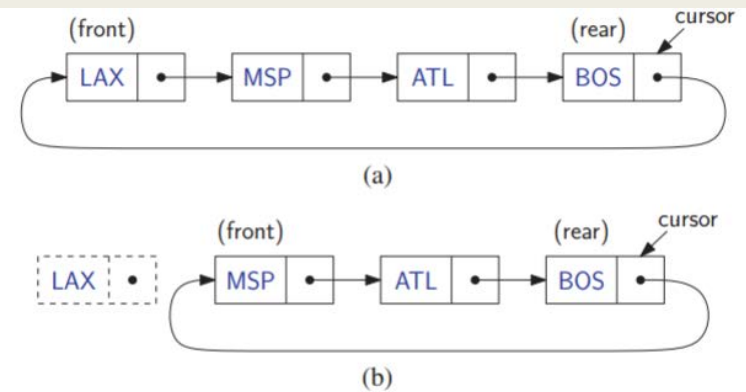 (front) (rear) cursor
LAX MSP ATL BOS
(a)
(front) (rear) cursor
LAX MSP ATL BOS
(b)